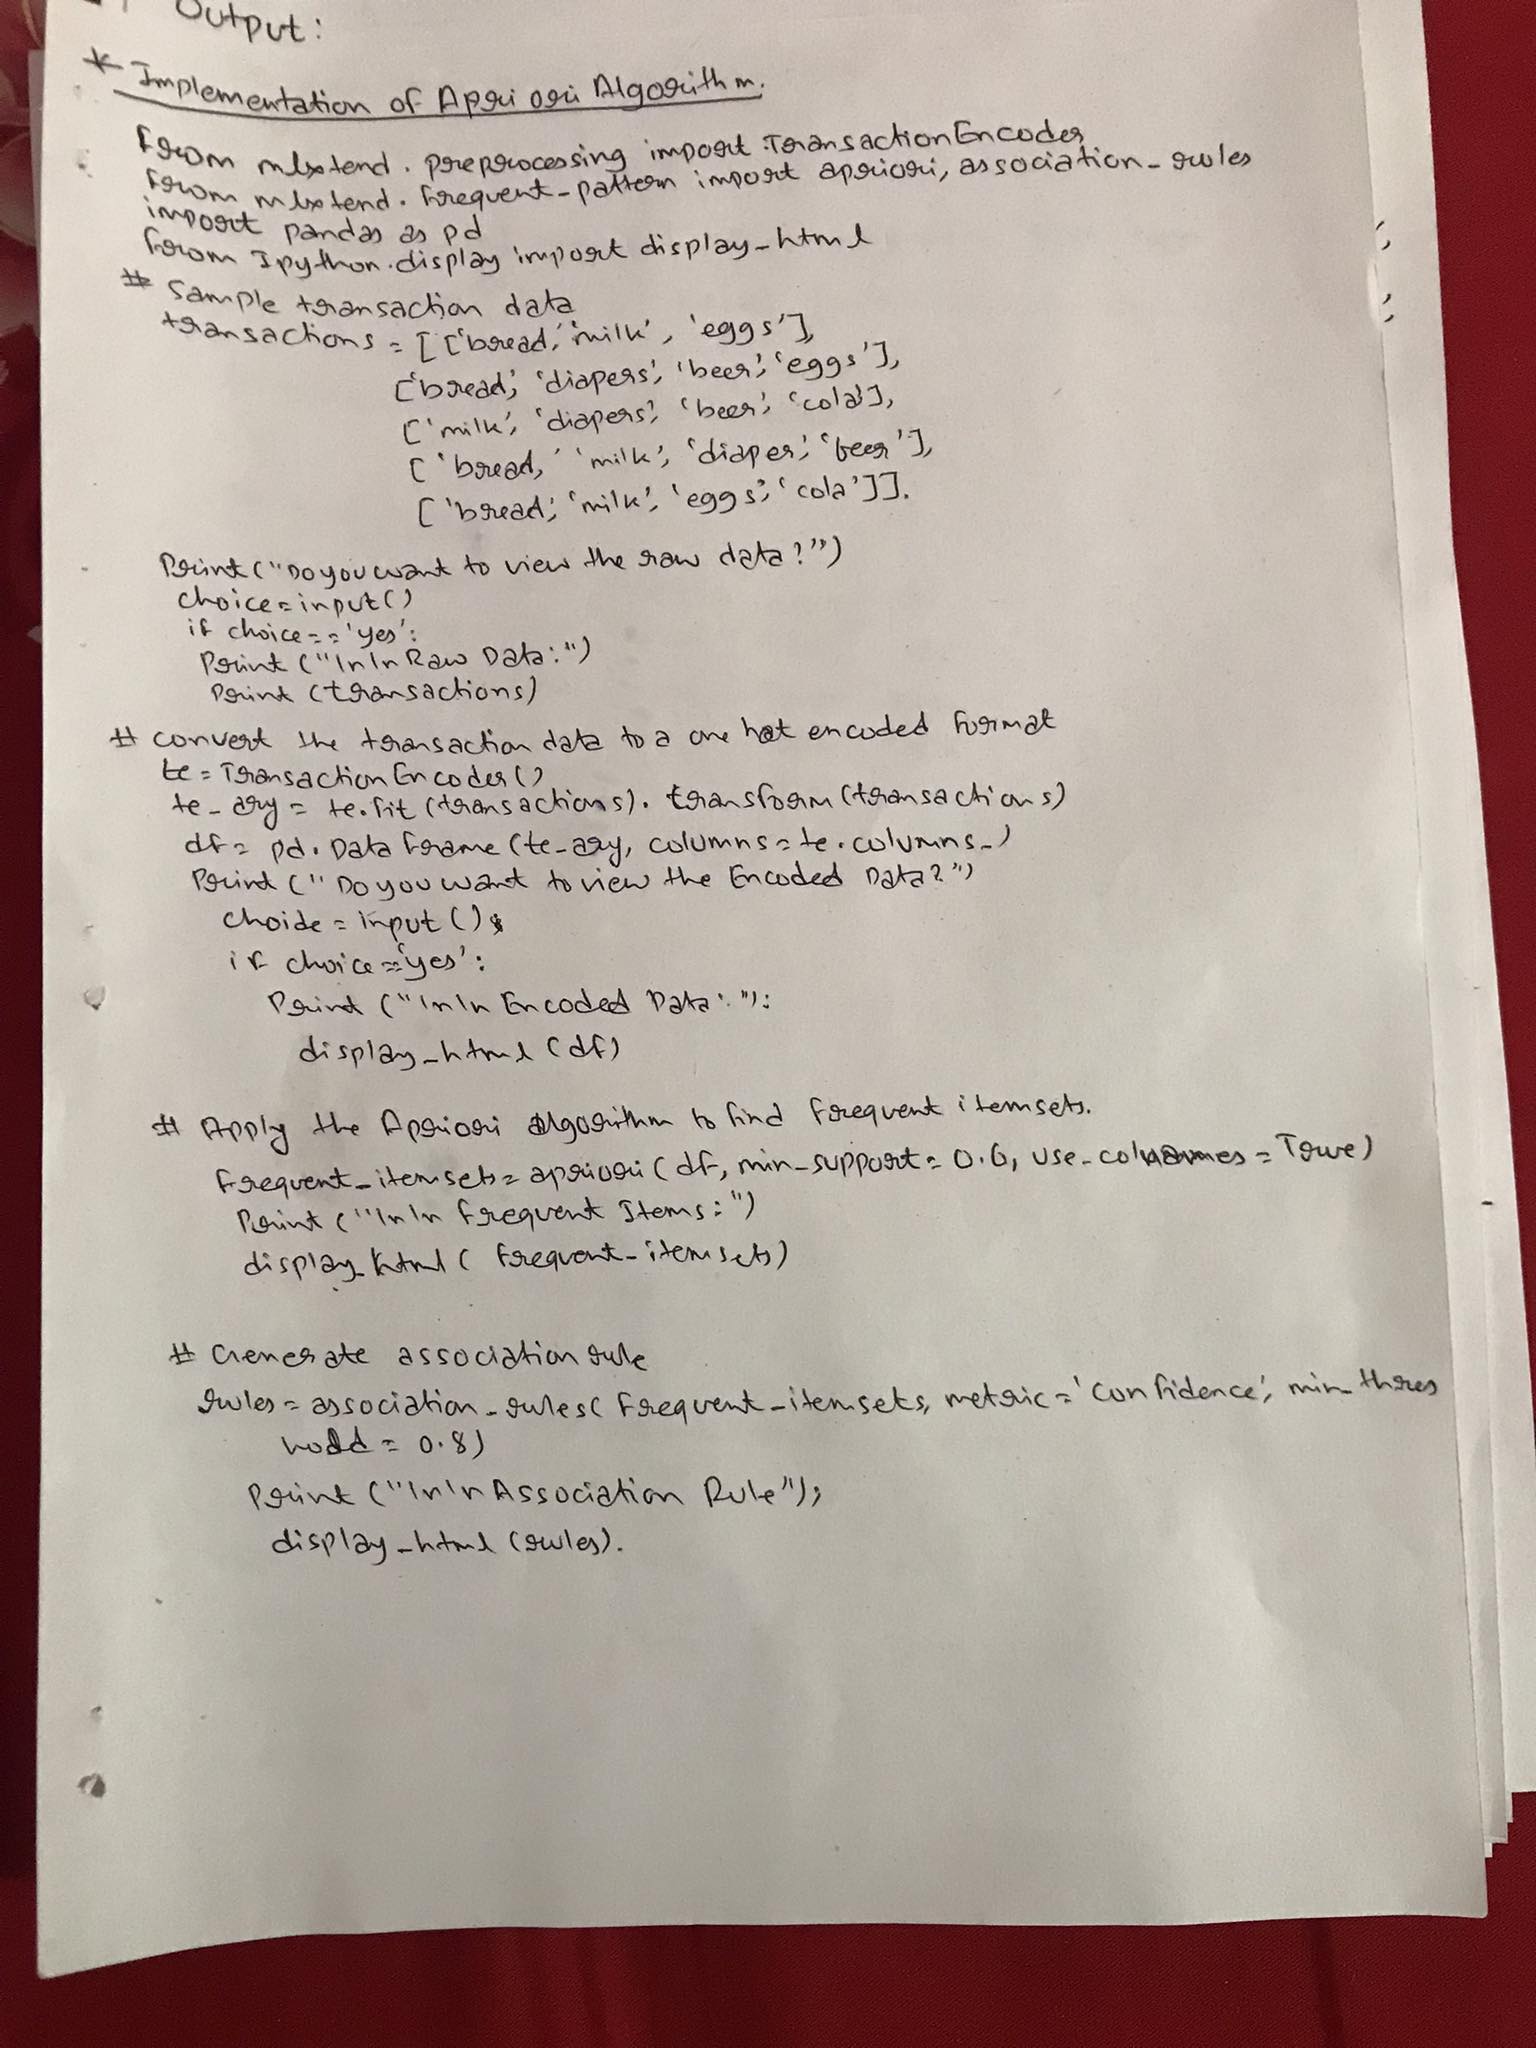 Output:
* Implementation of Apriori Algorithm.
from mlxtend. preprocessing import TransactionEncoder
from mlxtend. frequent-pattern import apriori, association-rules
import pandas as pd
from Ipython.display import display-html
# Sample transaction data
transactions = [['bread,' 'milk', 'eggs'],
['bread', 'diapers', 'beer', 'eggs'],
['milk', 'diapers', 'beer', 'cola'],
['bread,' 'milk', 'diaper', 'beer'],
['bread', 'milk', 'eggs', 'cola']].
Print ("Do you want to view the raw data?")
choice = input()
if choice == 'yes':
Print ("\n\n Raw Data:")
Print (transactions)
# convert the transaction data to a one hot encoded format
te = TransactionEncoder()
te-ary = te.fit (transactions). transform (transactions)
df = pd. Data Frame (te-ary, columns = te. columns-)
Print (" Do you want to view the Encoded Data?")
choide = input ()
if choice == 'yes':
Print ("\n\n Encoded Data:"):
display-html (df)
# Apply the Apriori algorithm to find frequent itemsets.
frequent-itemsets = apriori (df, min-support = 0.6, use-colnames = True)
Print ("\n\n frequent Items:")
display-html ( frequent-itemsets)
# Generate association rule
rules = association-rules( frequent-itemsets, metric = 'confidence', min-thres
hold = 0.8)
Print ("\n\n Association Rule");
display-html (rules).